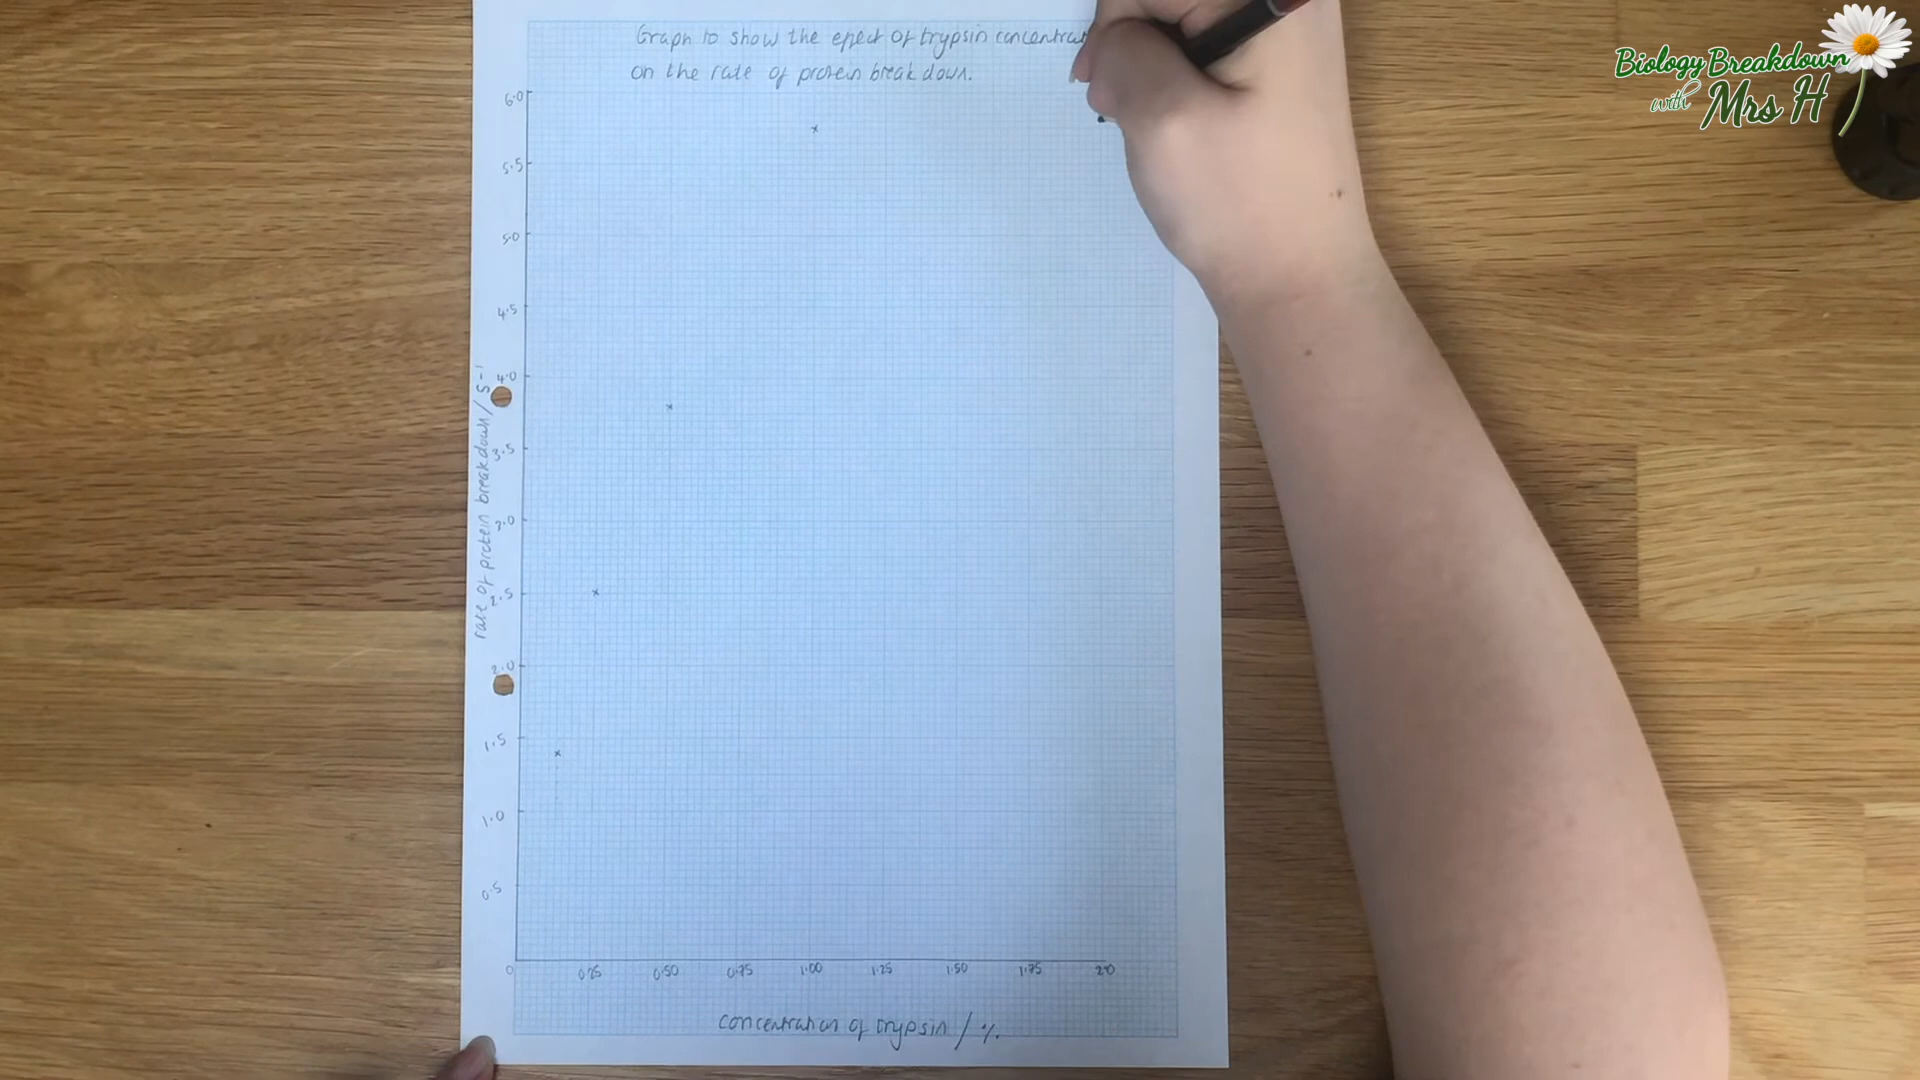 Graph to show the effect of trypsin
on the rate of protein breakdown.
6.0
5.5
5.0
4.5
4.0
3.5
3.0
2.5
2.0
1.5
1.0
0.5
rate of protein breakdown / s⁻¹
0 0.25 0.50 0.75 1.00 1.25 1.50 1.75 2.0
concentration of trypsin / %
Biology Breakdown
with Mrs H